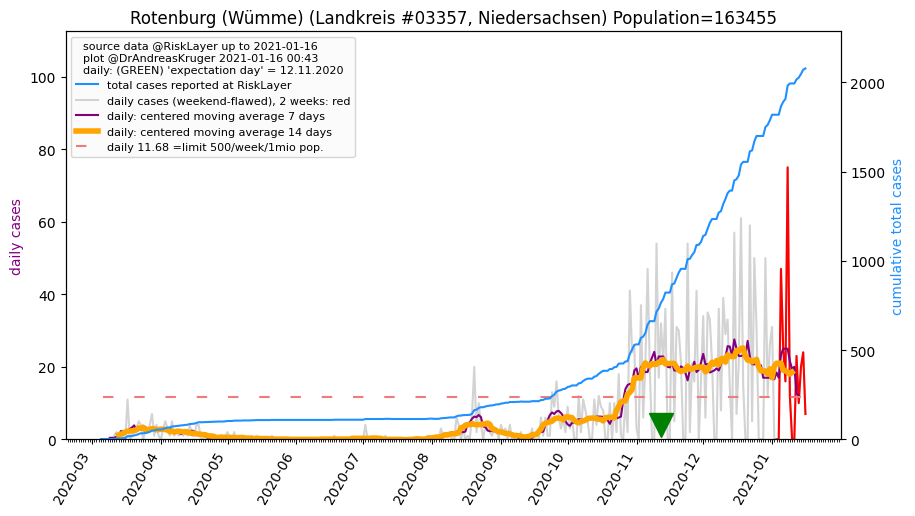 Rotenburg (Wümme) (Landkreis #03357, Niedersachsen) Population=163455
source data @RiskLayer up to 2021-01-16
plot @DrAndreasKruger 2021-01-16 00:43
daily: (GREEN) 'expectation day' = 12.11.2020
total cases reported at RiskLayer
daily cases (weekend-flawed), 2 weeks: red
daily: centered moving average 7 days
daily: centered moving average 14 days
daily 11.68 =limit 500/week/1mio pop.
daily cases
100
80
60
40
20
0
cumulative total cases
2000
1500
1000
500
0
2020-03
2020-04
2020-05
2020-06
2020-07
2020-08
2020-09
2020-10
2020-11
2020-12
2021-01